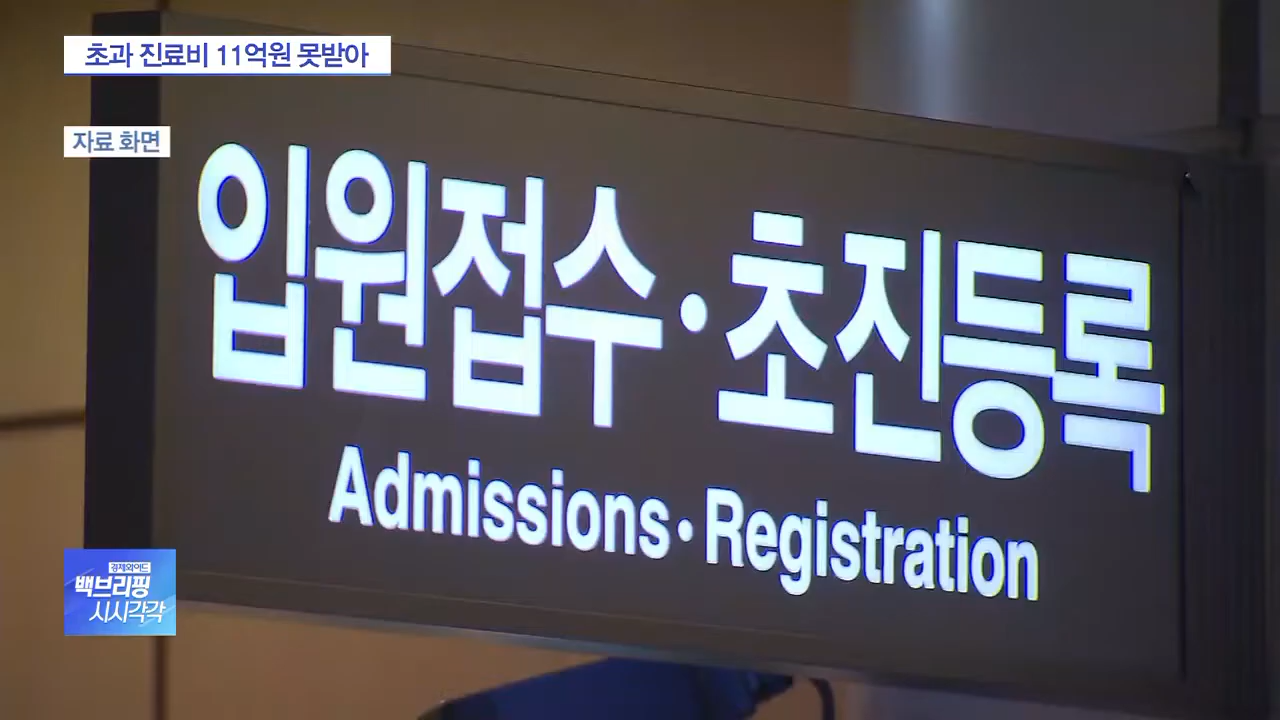 초과 진료비 11억원 못받아
자료 화면
입원접수·초진등록
Admissions·Registration
경제와이드
백브리핑
시시각각